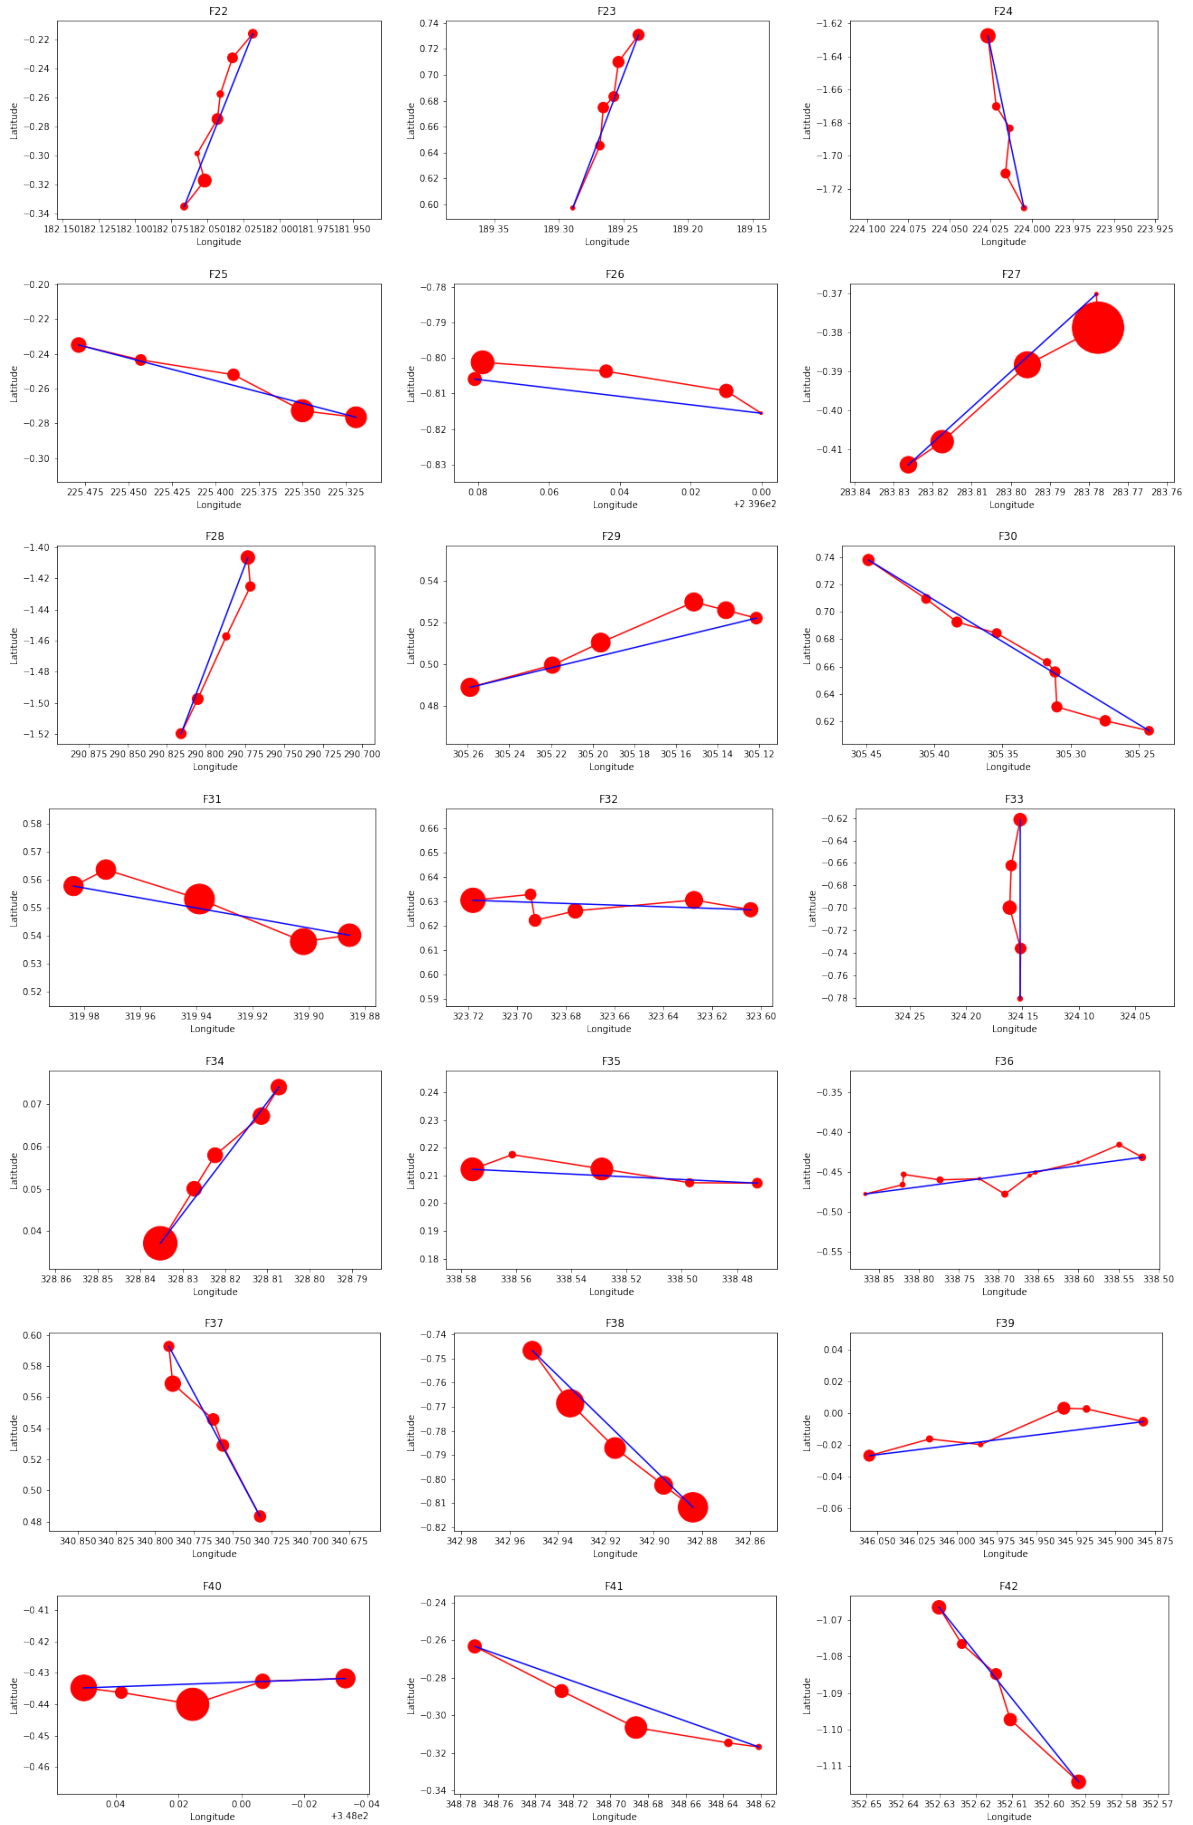 F22
Latitude
−0.22
−0.24
−0.26
−0.28
−0.30
−0.32
−0.34
182.150 182.125 182.100 182.075 182.050 182.025 182.000 181.975 181.950
Longitude
F23
Latitude
0.74
0.72
0.70
0.68
0.66
0.64
0.62
0.60
189.35 189.30 189.25 189.20 189.15
Longitude
F24
Latitude
−1.62
−1.64
−1.66
−1.68
−1.70
−1.72
224.100 224.075 224.050 224.025 224.000 223.975 223.950 223.925
Longitude
F25
Latitude
−0.20
−0.22
−0.24
−0.26
−0.28
−0.30
225.475 225.450 225.425 225.400 225.375 225.350 225.325
Longitude
F26
Latitude
−0.78
−0.79
−0.80
−0.81
−0.82
−0.83
0.08 0.06 0.04 0.02 0.00
Longitude
+2.396e2
F27
Latitude
−0.37
−0.38
−0.39
−0.40
−0.41
283.84 283.83 283.82 283.81 283.80 283.79 283.78 283.77 283.76
Longitude
F28
Latitude
−1.40
−1.42
−1.44
−1.46
−1.48
−1.50
−1.52
290.875 290.850 290.825 290.800 290.775 290.750 290.725 290.700
Longitude
F29
Latitude
0.54
0.52
0.50
0.48
305.26 305.24 305.22 305.20 305.18 305.16 305.14 305.12
Longitude
F30
Latitude
0.74
0.72
0.70
0.68
0.66
0.64
0.62
305.45 305.40 305.35 305.30 305.25
Longitude
F31
Latitude
0.58
0.57
0.56
0.55
0.54
0.53
0.52
319.98 319.96 319.94 319.92 319.90 319.88
Longitude
F32
Latitude
0.66
0.65
0.64
0.63
0.62
0.61
0.60
0.59
323.72 323.70 323.68 323.66 323.64 323.62 323.60
Longitude
F33
Latitude
−0.62
−0.64
−0.66
−0.68
−0.70
−0.72
−0.74
−0.76
−0.78
324.25 324.20 324.15 324.10 324.05
Longitude
F34
Latitude
0.07
0.06
0.05
0.04
328.86 328.85 328.84 328.83 328.82 328.81 328.80 328.79
Longitude
F35
Latitude
0.24
0.23
0.22
0.21
0.20
0.19
0.18
338.58 338.56 338.54 338.52 338.50 338.48
Longitude
F36
Latitude
−0.35
−0.40
−0.45
−0.50
−0.55
338.85 338.80 338.75 338.70 338.65 338.60 338.55 338.50
Longitude
F37
Latitude
0.60
0.58
0.56
0.54
0.52
0.50
0.48
340.850 340.825 340.800 340.775 340.750 340.725 340.700 340.675
Longitude
F38
Latitude
−0.74
−0.75
−0.76
−0.77
−0.78
−0.79
−0.80
−0.81
−0.82
342.98 342.96 342.94 342.92 342.90 342.88 342.86
Longitude
F39
Latitude
0.04
0.02
0.00
−0.02
−0.04
−0.06
346.050 346.025 346.000 345.975 345.950 345.925 345.900 345.875
Longitude
F40
Latitude
−0.41
−0.42
−0.43
−0.44
−0.45
−0.46
0.04 0.02 0.00 −0.02 −0.04
Longitude
+3.48e2
F41
Latitude
−0.24
−0.26
−0.28
−0.30
−0.32
−0.34
348.78 348.76 348.74 348.72 348.70 348.68 348.66 348.64 348.62
Longitude
F42
Latitude
−1.07
−1.08
−1.09
−1.10
−1.11
352.65 352.64 352.63 352.62 352.61 352.60 352.59 352.58 352.57
Longitude